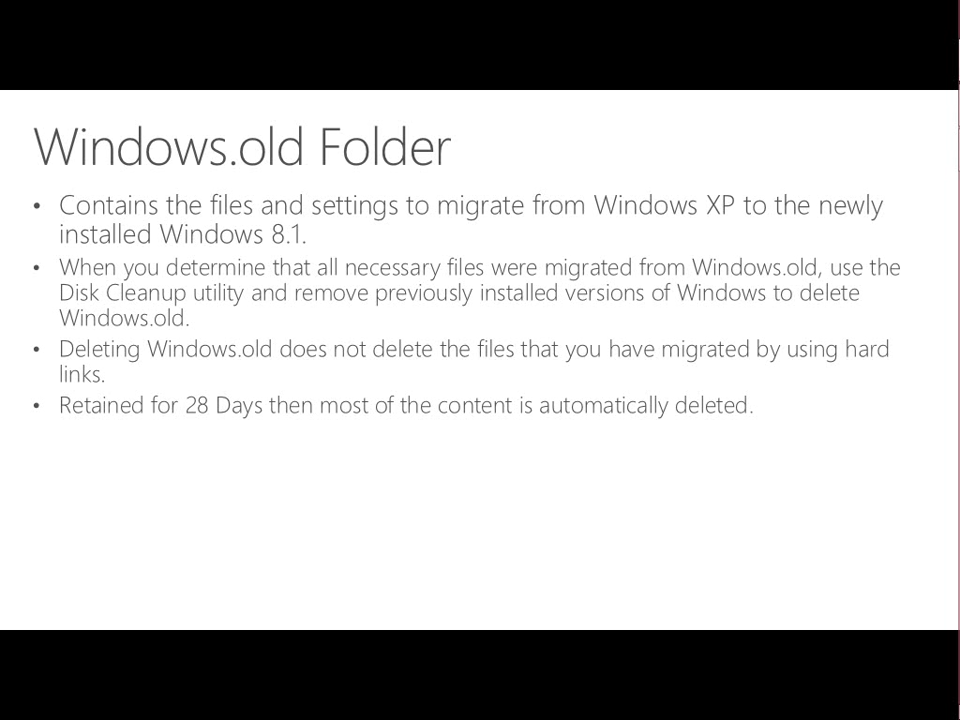 Windows.old Folder
• Contains the files and settings to migrate from Windows XP to the newly
installed Windows 8.1.
• When you determine that all necessary files were migrated from Windows.old, use the
Disk Cleanup utility and remove previously installed versions of Windows to delete
Windows.old.
• Deleting Windows.old does not delete the files that you have migrated by using hard
links.
• Retained for 28 Days then most of the content is automatically deleted.